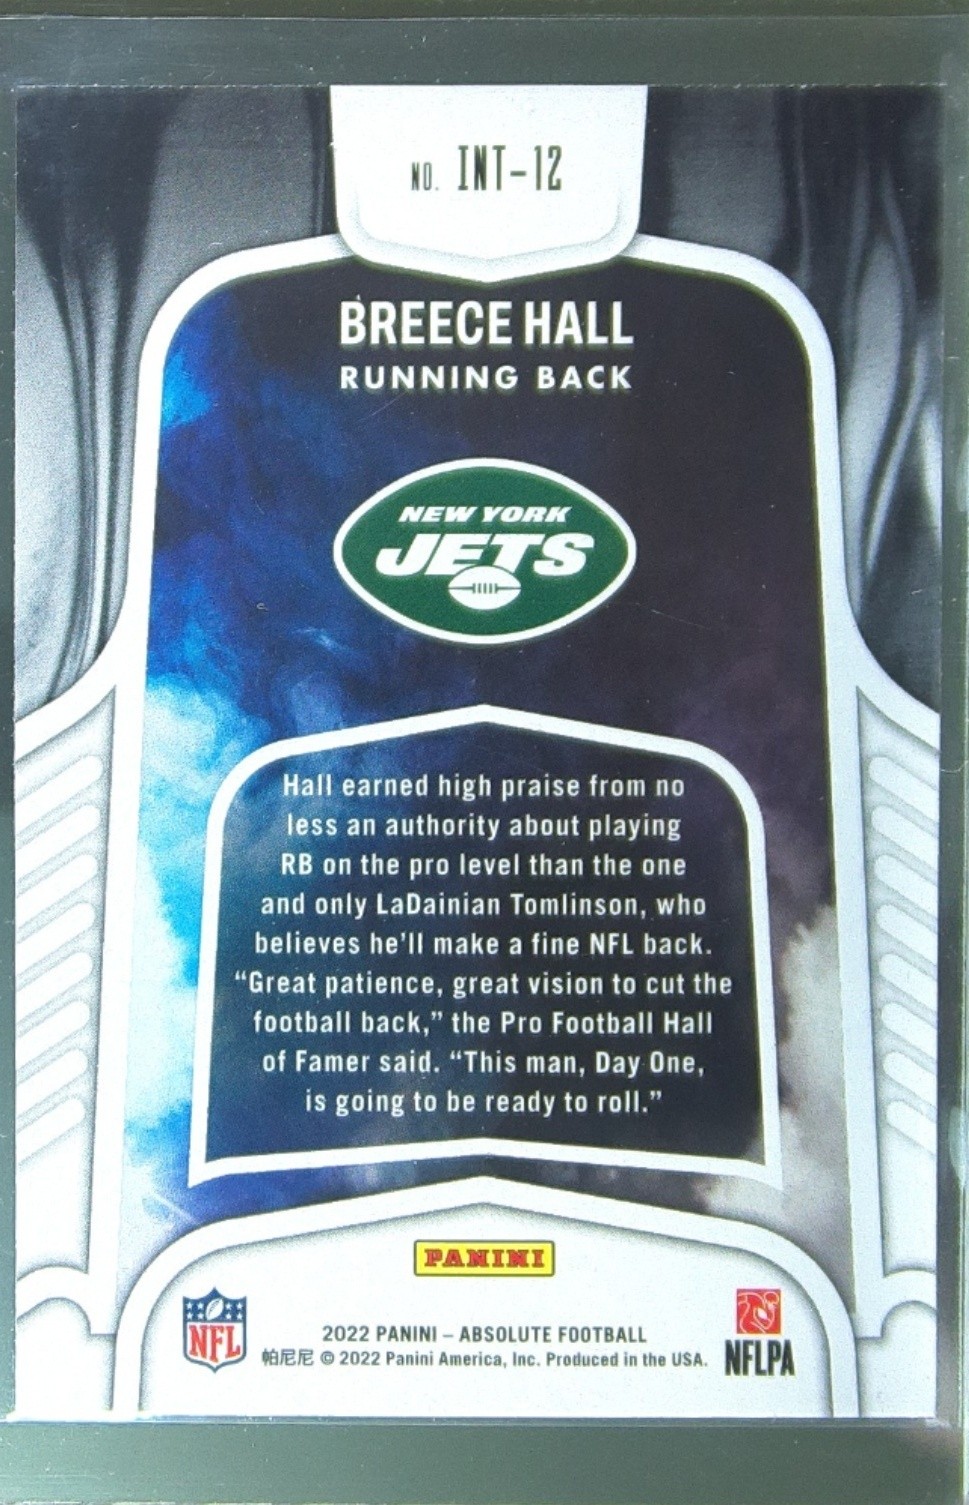 NO. INT-12
BREECE HALL
RUNNING BACK
NEW YORK
JETS
Hall earned high praise from no
less an authority about playing
RB on the pro level than the one
and only LaDainian Tomlinson, who
believes he'll make a fine NFL back.
“Great patience, great vision to cut the
football back,” the Pro Football Hall
of Famer said. “This man, Day One,
is going to be ready to roll.”
PANINI
NFL
2022 PANINI – ABSOLUTE FOOTBALL
帕尼尼 © 2022 Panini America, Inc. Produced in the USA.
NFLPA